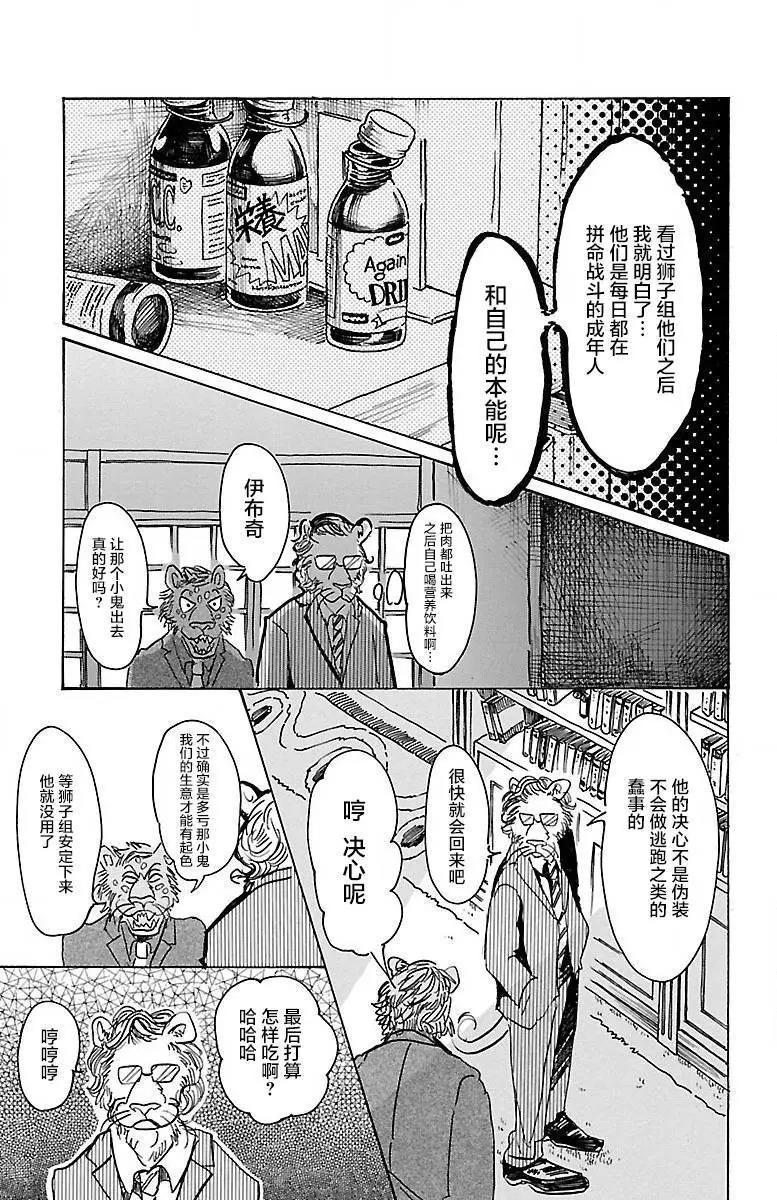 看过狮子组他们之后
我就明白了…
他们是每日都在
拼命战斗的成年人
和自己的本能呢…
C.C.
栄養
MAX
Again
DRI
把肉都吐出来
之后自己喝营养饮料啊…
伊布奇
让那个小鬼出去
真的好吗？
他的决心不是伪装
不会做逃跑之类的
蠢事的
很快就会回来吧
哼 决心呢
不过确实是多亏那小鬼
我们的生意才能有起色
等狮子组安定下来
他就没用了
最后打算
怎样吃啊？
哈哈哈
哼哼哼